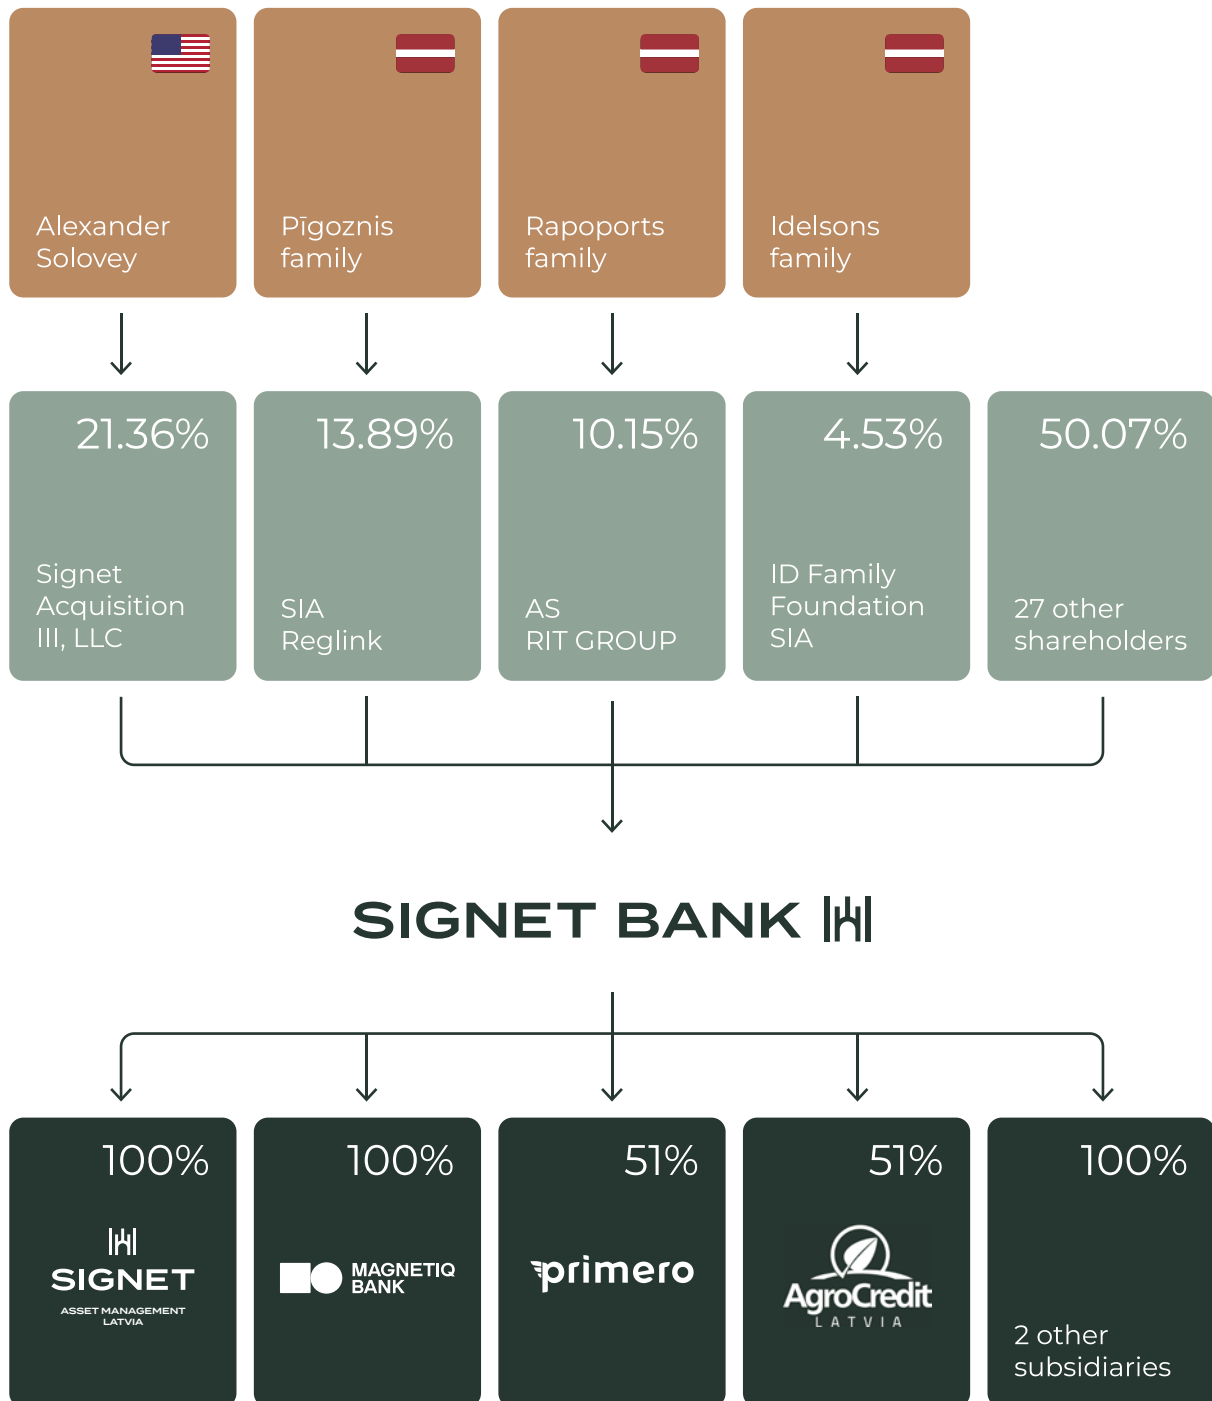 Alexander
Solovey
Pīgoznis
family
Rapoports
family
Idelsons
family
21.36%
Signet
Acquisition
III, LLC
13.89%
SIA
Reglink
10.15%
AS
RIT GROUP
4.53%
ID Family
Foundation
SIA
50.07%
27 other
shareholders
SIGNET BANK
100%
SIGNET
ASSET MANAGEMENT
LATVIA
100%
MAGNETIQ
BANK
51%
primero
51%
AgroCredit
LATVIA
100%
2 other
subsidiaries